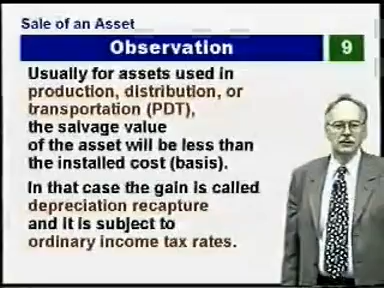 Sale of an Asset
Observation 9
Usually for assets used in
production, distribution, or
transportation (PDT),
the salvage value
of the asset will be less than
the installed cost (basis).
In that case the gain is called
depreciation recapture
and it is subject to
ordinary income tax rates.